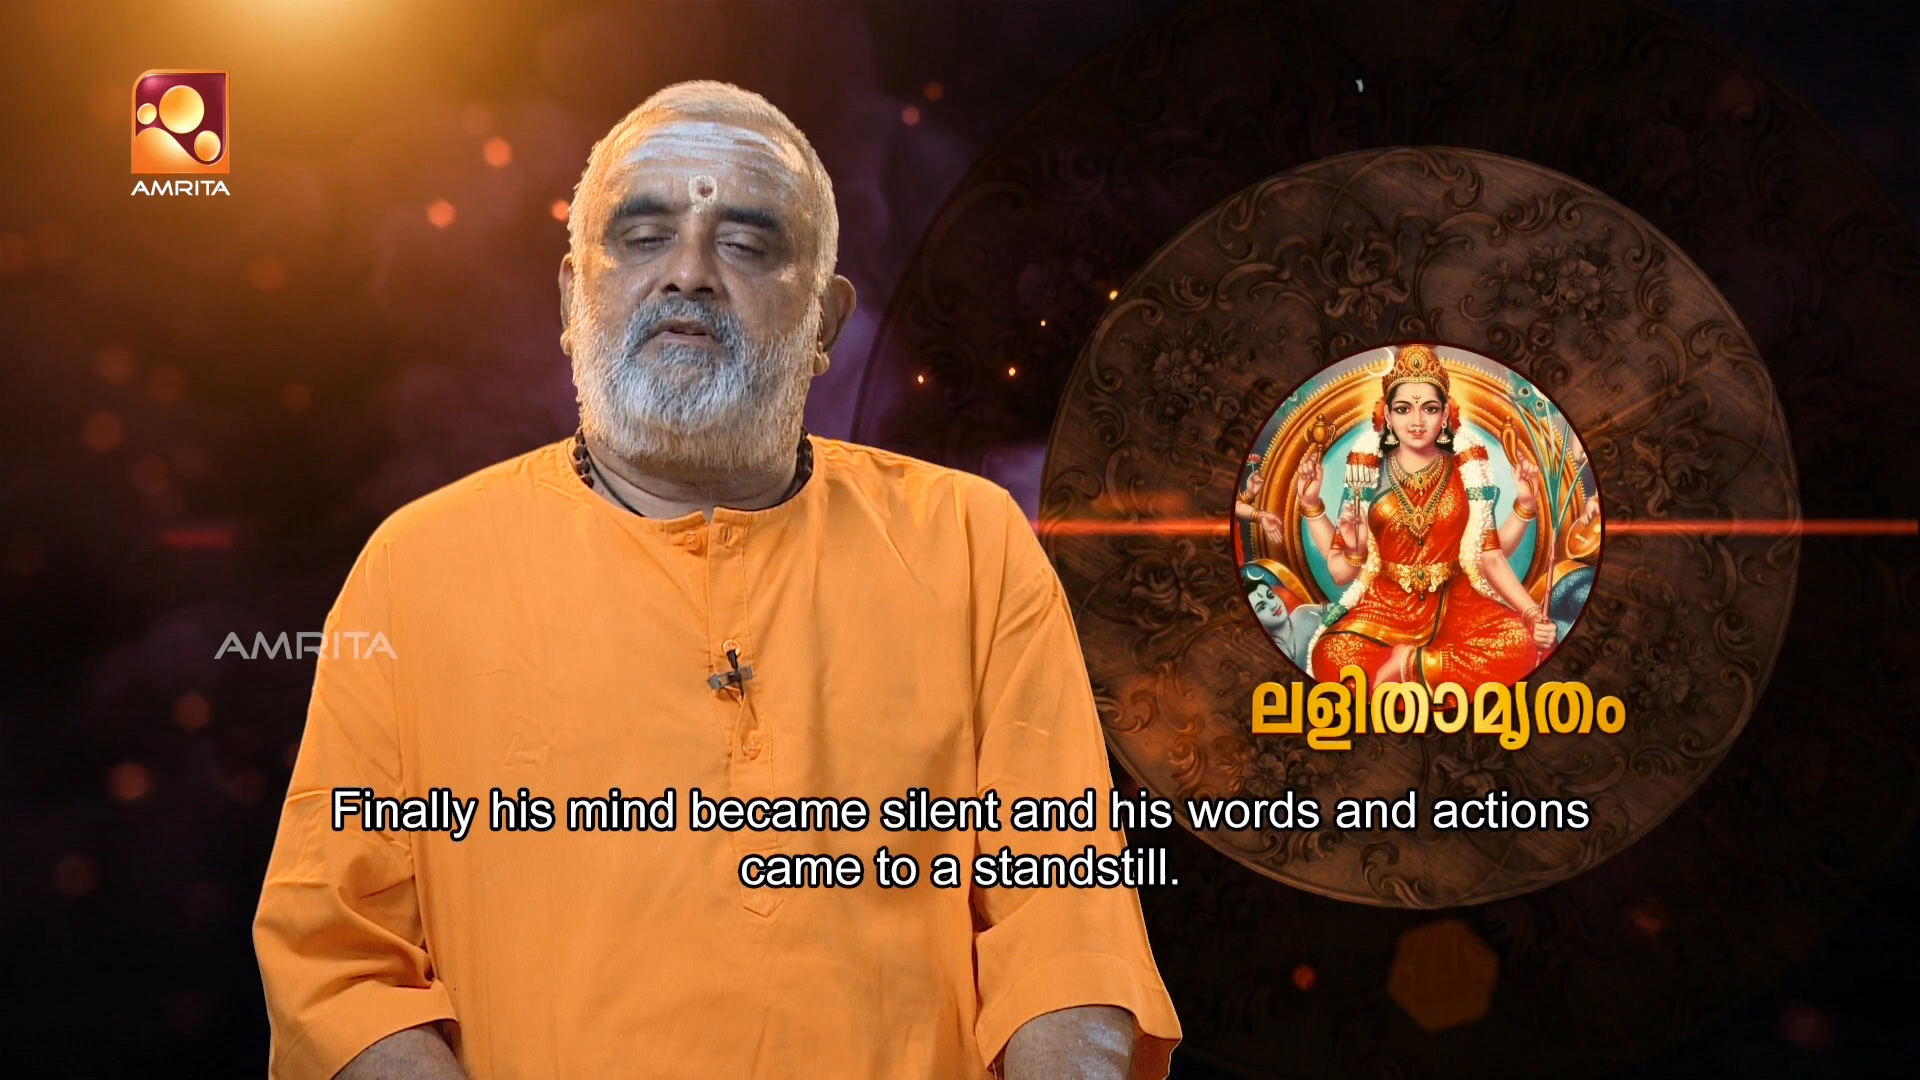 AMRITA
AMRITA
ലളിതാമൃതം
Finally his mind became silent and his words and actions
came to a standstill.